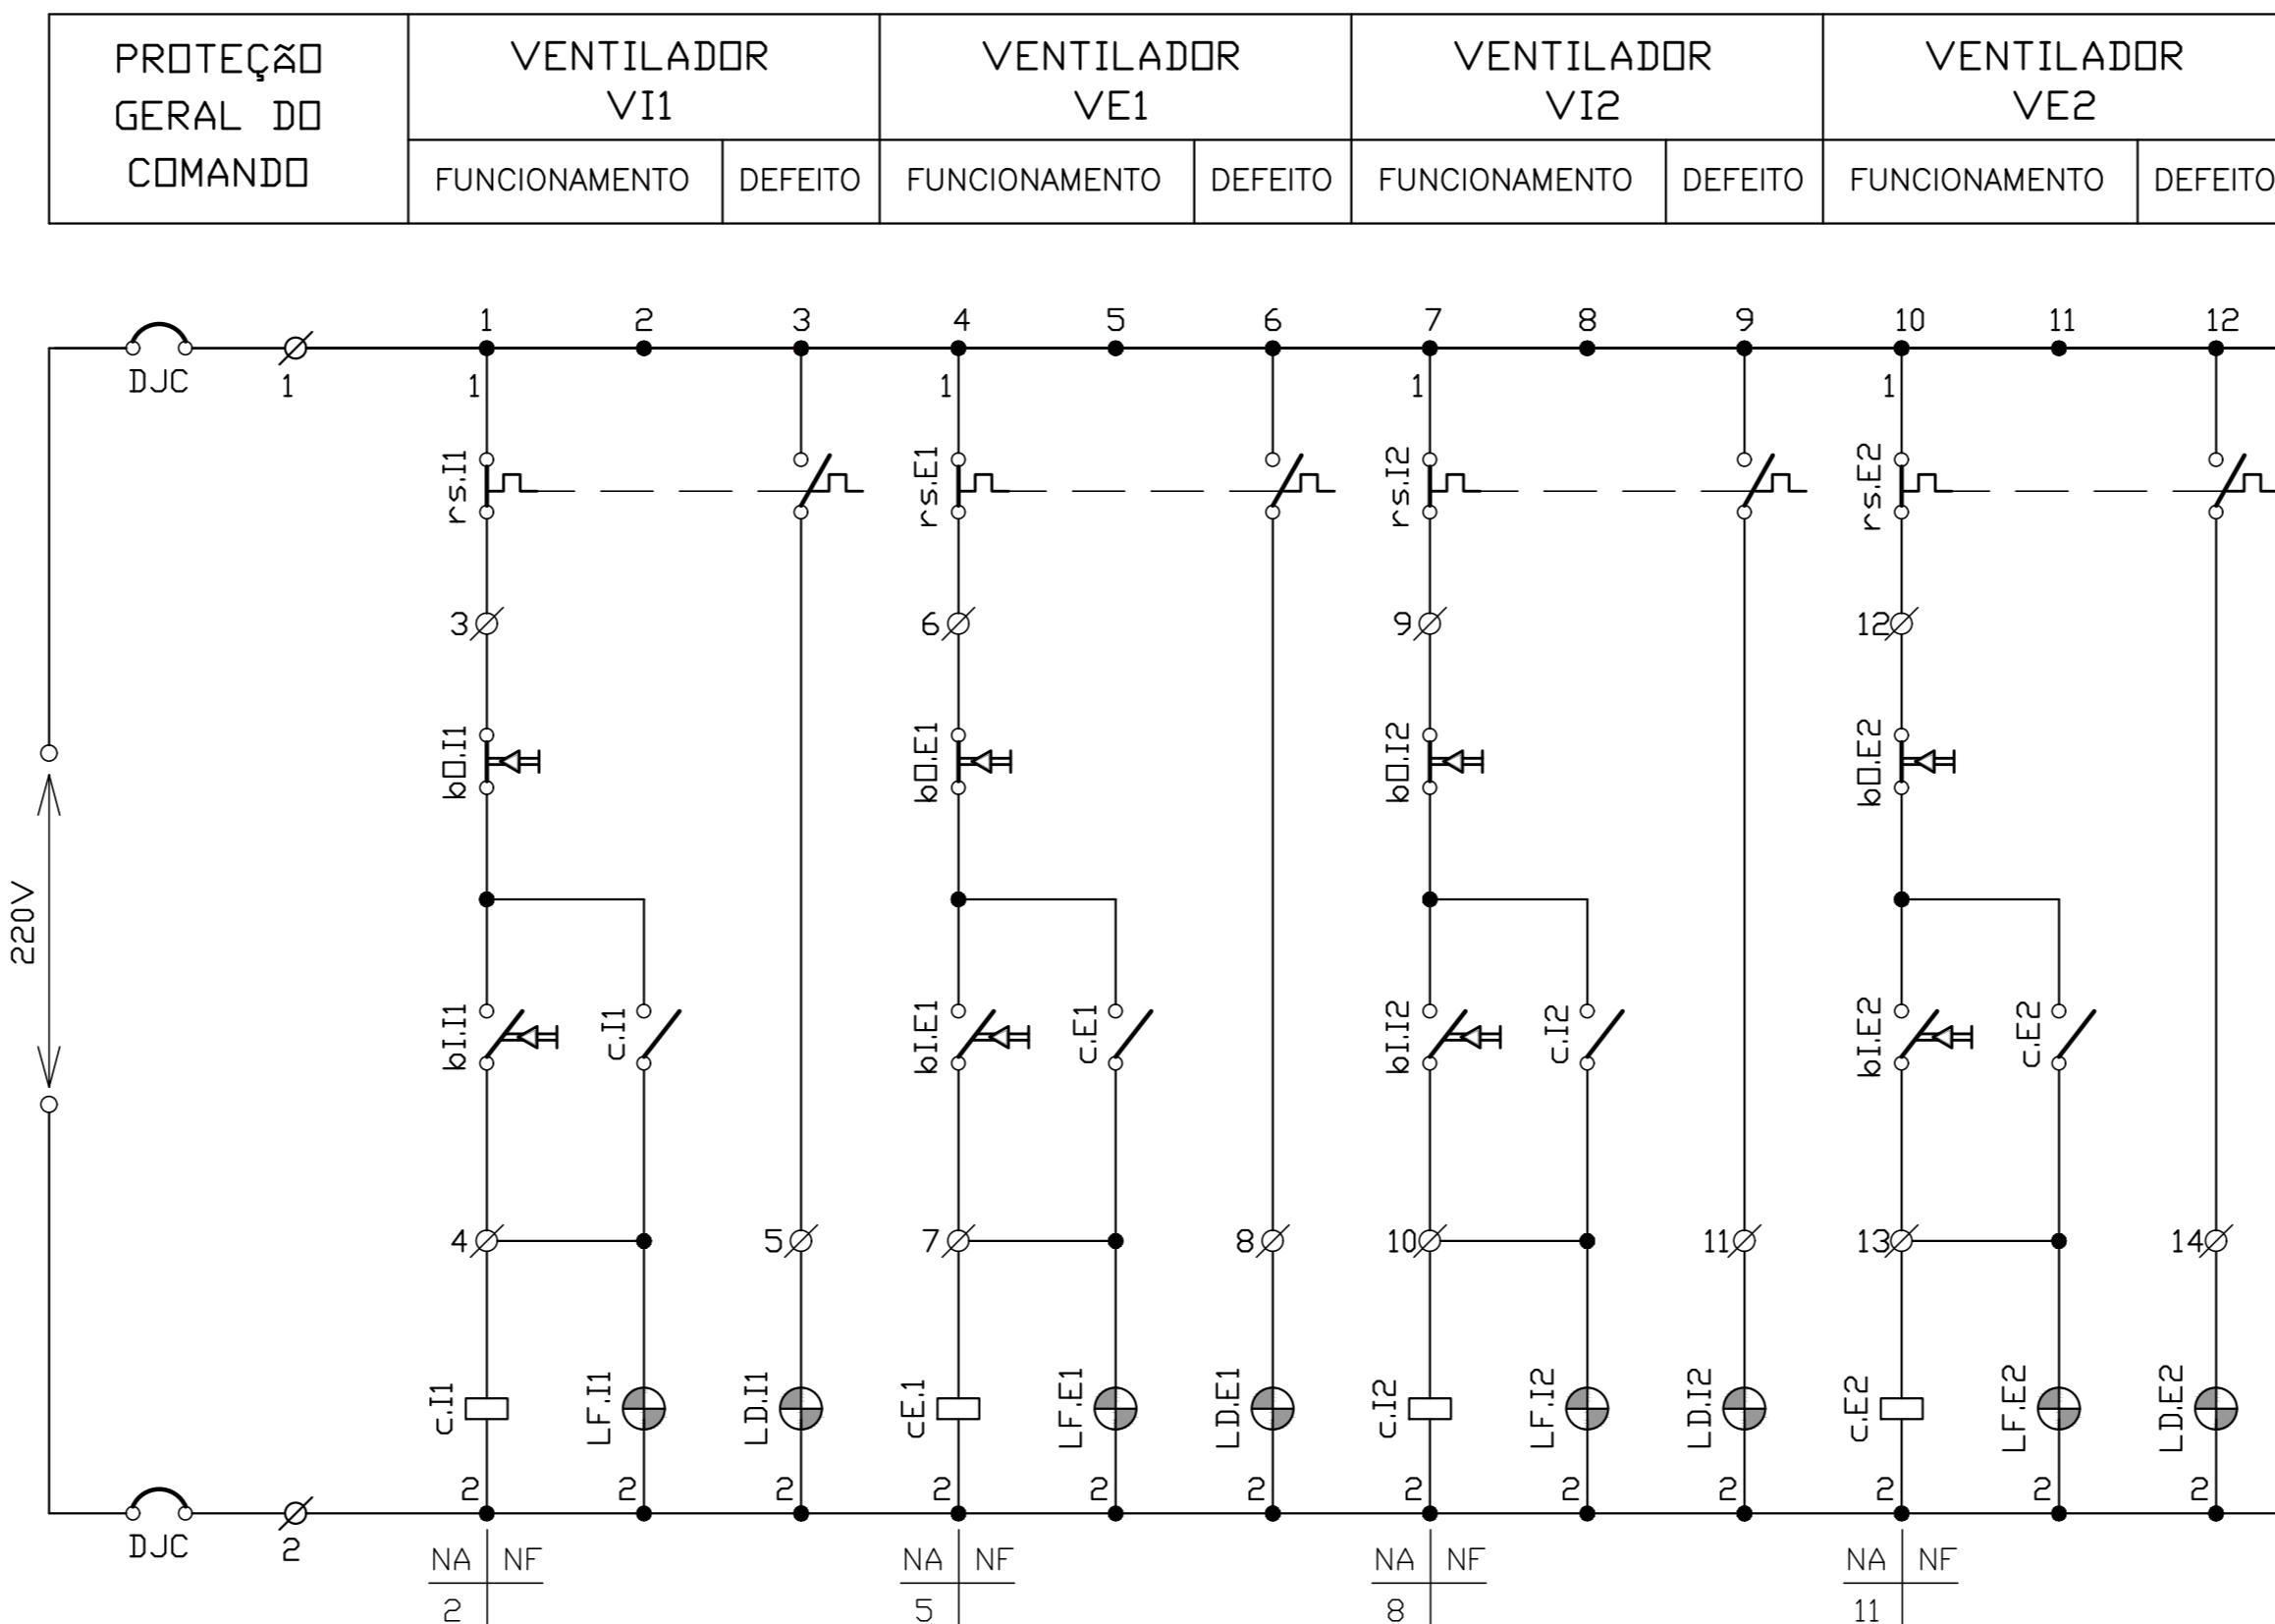 PROTEÇÃO
GERAL DO
COMANDO
VENTILADOR
VI1
VENTILADOR
VE1
VENTILADOR
VI2
VENTILADOR
VE2
FUNCIONAMENTO DEFEITO FUNCIONAMENTO DEFEITO FUNCIONAMENTO DEFEITO FUNCIONAMENTO DEFEITO
1 2 3 4 5 6 7 8 9 10 11 12
DJC 1 1 1 1 1
rs.I1 rs.E1 rs.I2 rs.E2
3 6 9 12
b0.I1 b0.E1 b0.I2 b0.E2
220V
bI.I1 c.I1 bI.E1 c.E1 bI.I2 c.I2 bI.E2 c.E2
4 5 7 8 10 11 13 14
c.I1 LF.I1 LD.I1 cE.1 LF.E1 LD.E1 c.I2 LF.I2 LD.I2 c.E2 LF.E2 LD.E2
2 2 2 2 2 2 2 2 2 2 2 2
DJC 2
NA NF NA NF NA NF NA NF
2 5 8 11